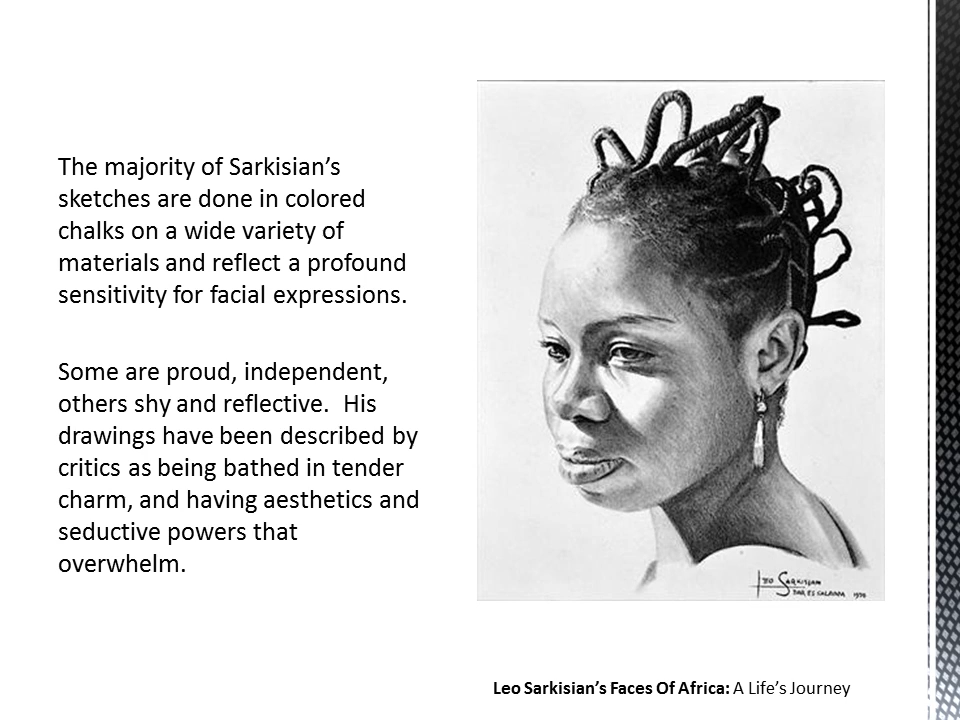 The majority of Sarkisian's
sketches are done in colored
chalks on a wide variety of
materials and reflect a profound
sensitivity for facial expressions.
Some are proud, independent,
others shy and reflective.  His
drawings have been described by
critics as being bathed in tender
charm, and having aesthetics and
seductive powers that
overwhelm.
LEO SARKISIAN
DAR ES
Leo Sarkisian's Faces Of Africa: A Life's Journey